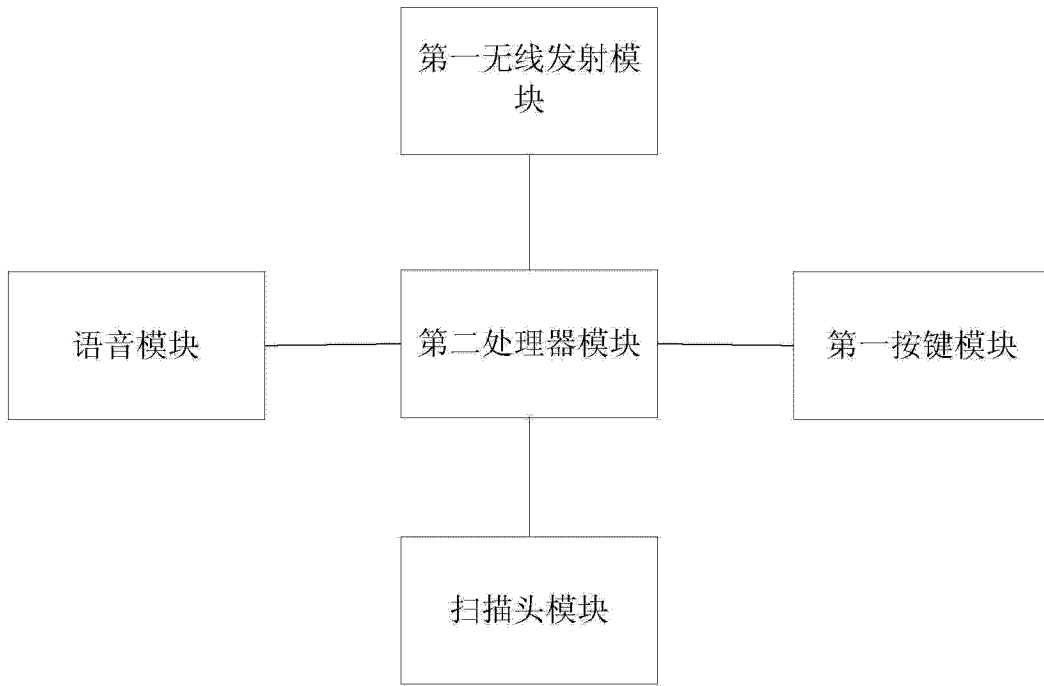 第一无线发射模
块
语音模块
第二处理器模块
第一按键模块
扫描头模块